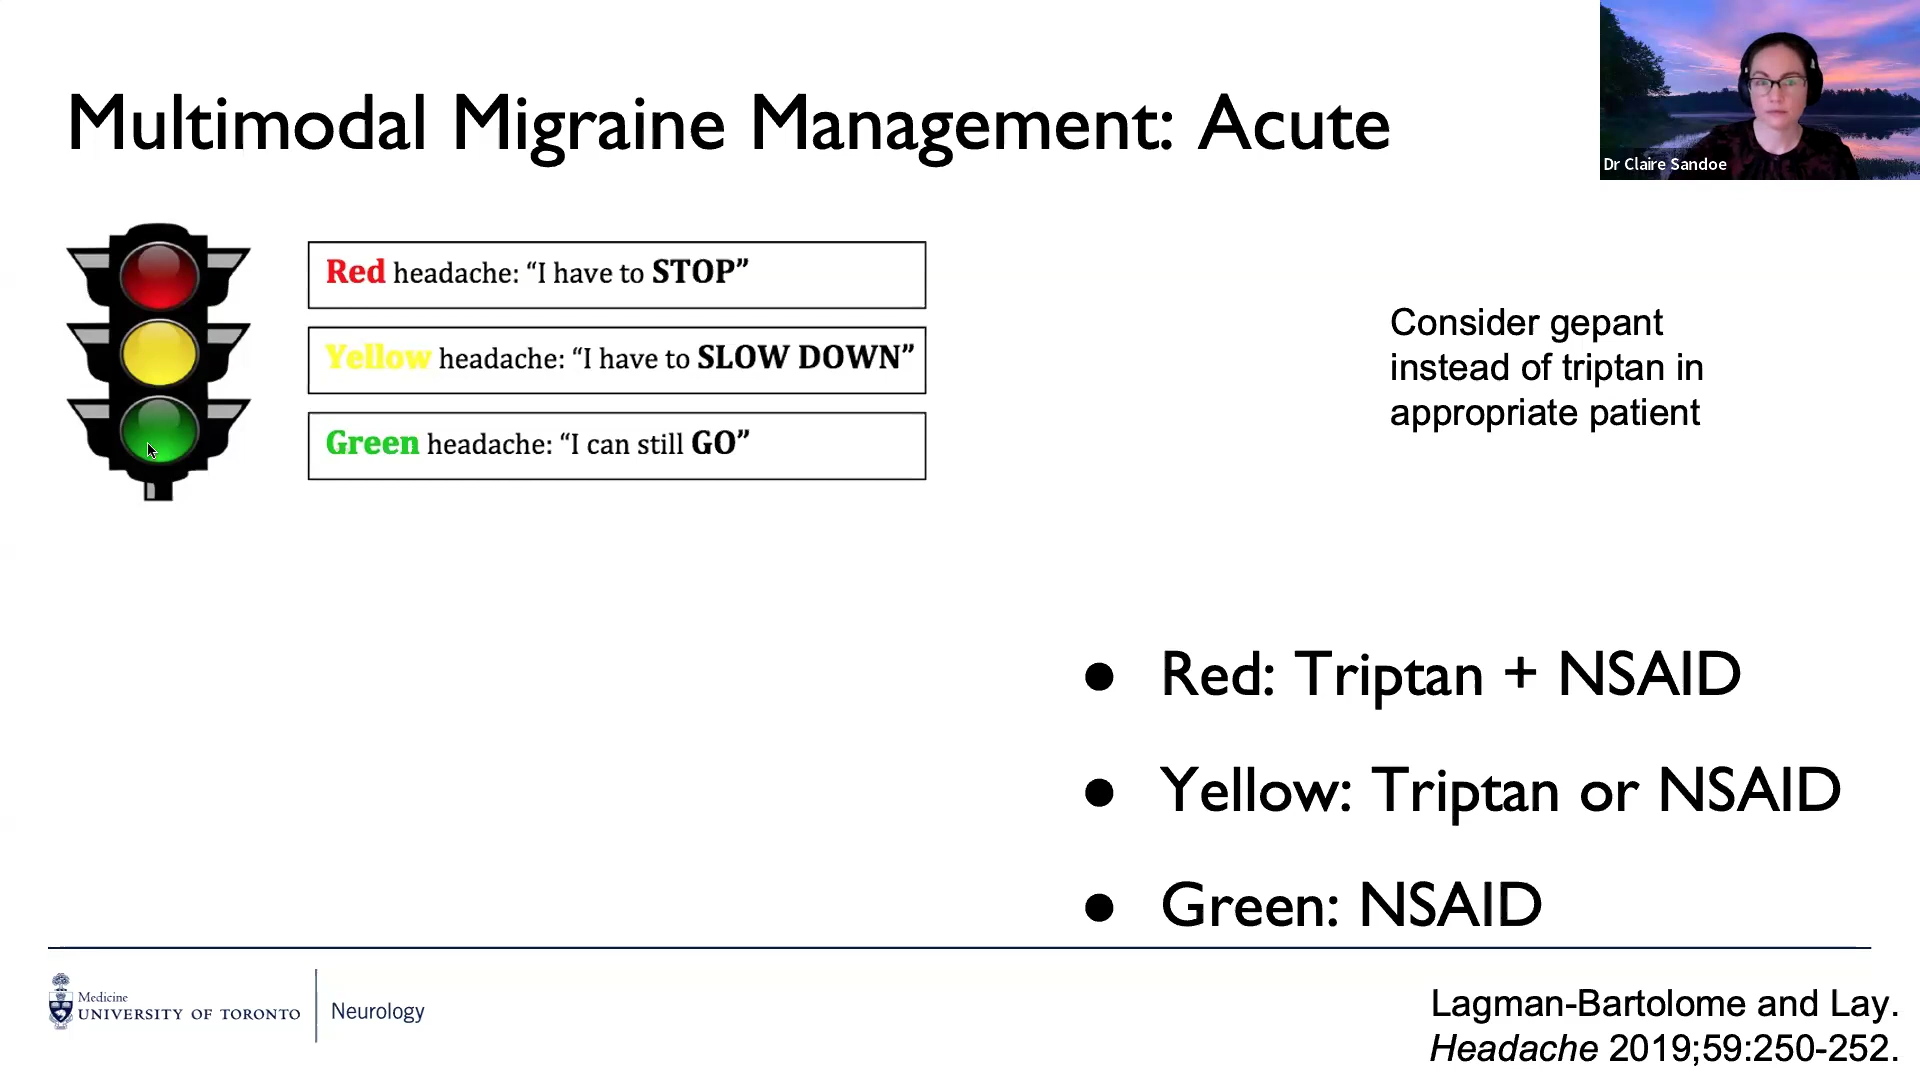 Multimodal Migraine Management: Acute
Dr Claire Sandoe
Red headache: “I have to STOP”
Yellow headache: “I have to SLOW DOWN”
Green headache: “I can still GO”
Consider gepant
instead of triptan in
appropriate patient
● Red: Triptan + NSAID
● Yellow: Triptan or NSAID
● Green: NSAID
Medicine
UNIVERSITY OF TORONTO
Neurology
Lagman-Bartolome and Lay.
Headache 2019;59:250-252.